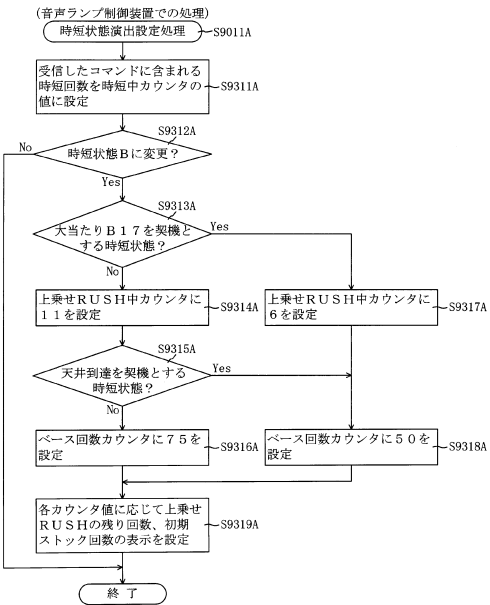 (音声ランプ制御装置での処理)
時短状態演出設定処理
S9011A
受信したコマンドに含まれる
時短回数を時短中カウンタの
値に設定
S9311A
S9312A
時短状態Bに変更?
No
Yes
S9313A
大当たりB17を契機と
する時短状態?
Yes
No
上乗せRUSH中カウンタに
11を設定
S9314A
上乗せRUSH中カウンタに
6を設定
S9317A
S9315A
天井到達を契機とする
時短状態?
Yes
No
ベース回数カウンタに75を
設定
S9316A
ベース回数カウンタに50を
設定
S9318A
各カウンタ値に応じて上乗せ
RUSHの残り回数、初期
ストック回数の表示を設定
S9319A
終了